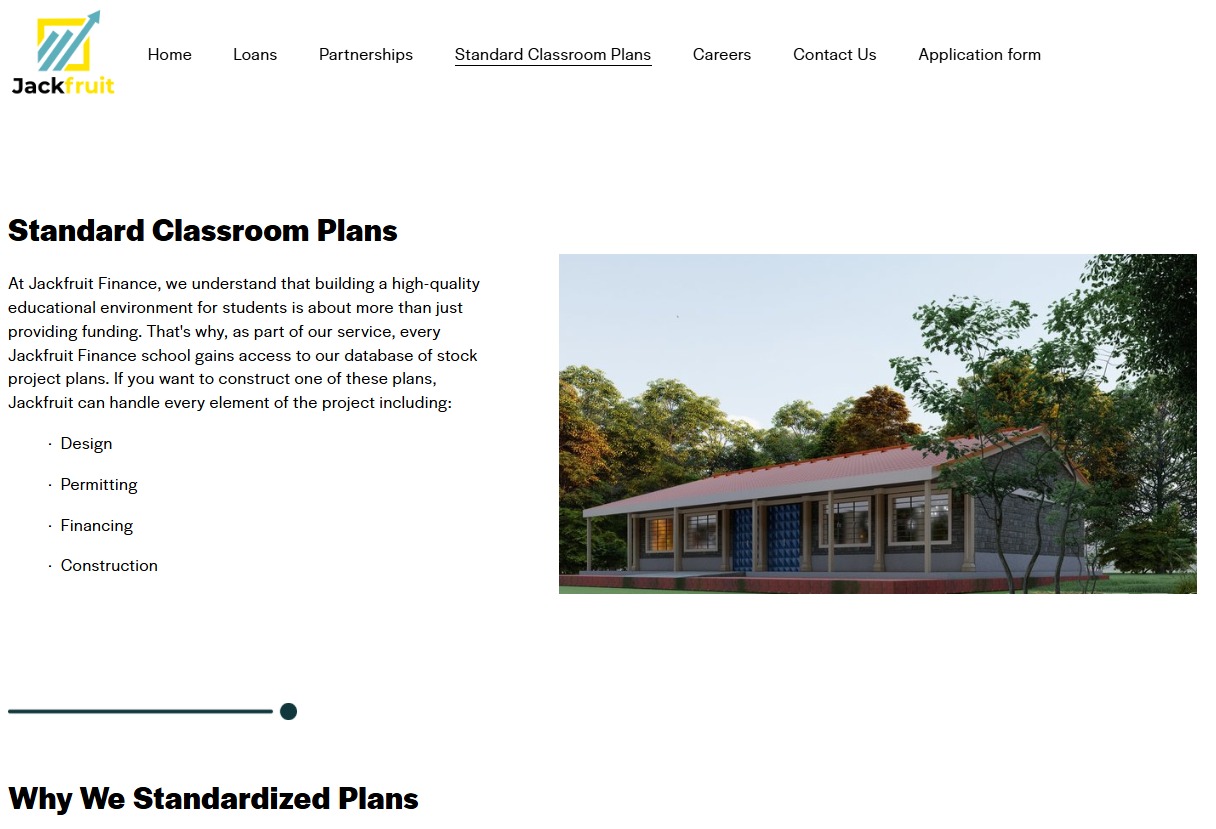 Jackfruit
Home
Loans
Partnerships
Standard Classroom Plans
Careers
Contact Us
Application form
Standard Classroom Plans
At Jackfruit Finance, we understand that building a high-quality
educational environment for students is about more than just
providing funding. That's why, as part of our service, every
Jackfruit Finance school gains access to our database of stock
project plans. If you want to construct one of these plans,
Jackfruit can handle every element of the project including:
· Design
· Permitting
· Financing
· Construction
Why We Standardized Plans